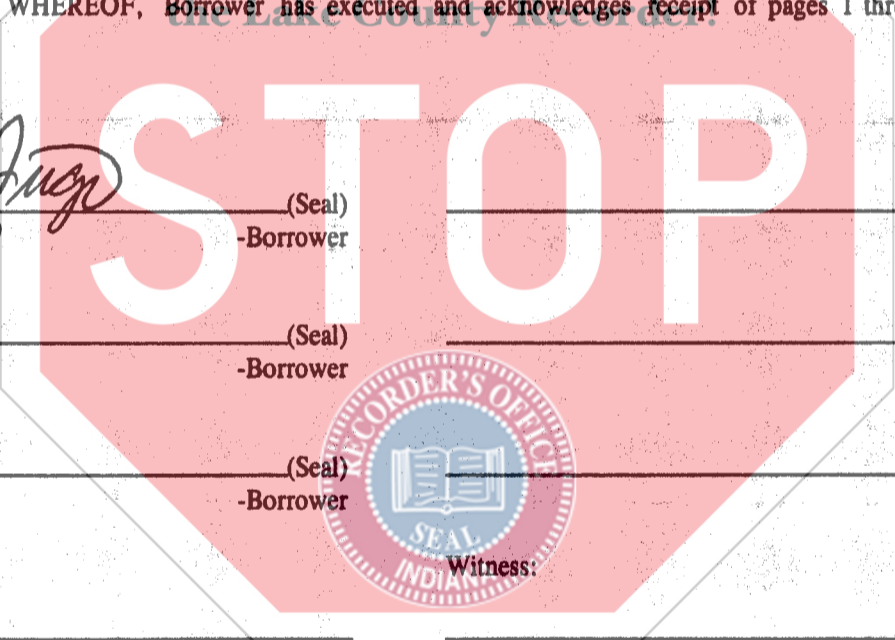 the Lake County Recorder!
WHEREOF, Borrower has executed and acknowledges receipt of pages 1
STOP
(Seal)
-Borrower
(Seal)
-Borrower
(Seal)
-Borrower
RECORDER'S OFFICE
SEAL
INDIANA
Witness: